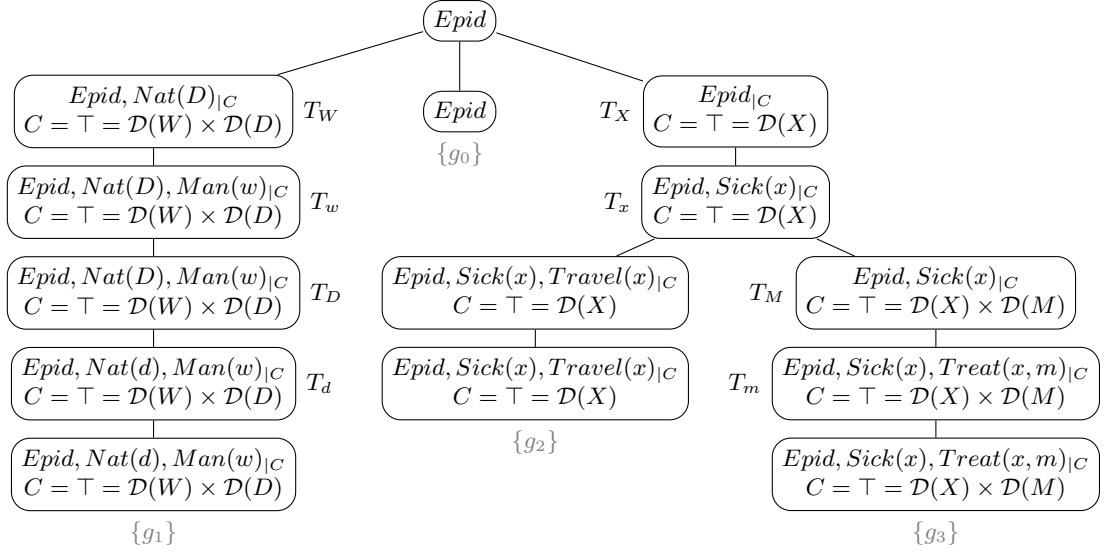 Epid
Epid, Nat(D)|C
C = ⊤ = 𝒟(W) × 𝒟(D)
T_W
Epid
{g_0}
T_X
Epid|C
C = ⊤ = 𝒟(X)
Epid, Nat(D), Man(w)|C
C = ⊤ = 𝒟(W) × 𝒟(D)
T_w
T_x
Epid, Sick(x)|C
C = ⊤ = 𝒟(X)
Epid, Nat(D), Man(w)|C
C = ⊤ = 𝒟(W) × 𝒟(D)
T_D
Epid, Sick(x), Travel(x)|C
C = ⊤ = 𝒟(X)
T_M
Epid, Sick(x)|C
C = ⊤ = 𝒟(X) × 𝒟(M)
Epid, Nat(d), Man(w)|C
C = ⊤ = 𝒟(W) × 𝒟(D)
T_d
Epid, Sick(x), Travel(x)|C
C = ⊤ = 𝒟(X)
{g_2}
T_m
Epid, Sick(x), Treat(x, m)|C
C = ⊤ = 𝒟(X) × 𝒟(M)
Epid, Nat(d), Man(w)|C
C = ⊤ = 𝒟(W) × 𝒟(D)
{g_1}
Epid, Sick(x), Treat(x, m)|C
C = ⊤ = 𝒟(X) × 𝒟(M)
{g_3}